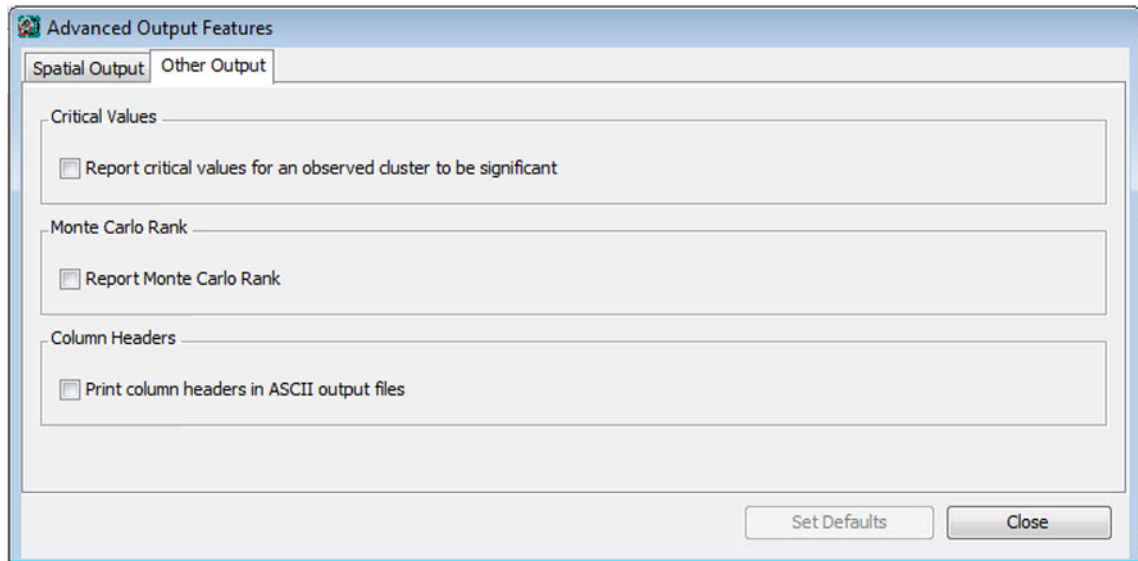 Advanced Output Features
Spatial Output
Other Output
Critical Values
Report critical values for an observed cluster to be significant
Monte Carlo Rank
Report Monte Carlo Rank
Column Headers
Print column headers in ASCII output files
Set Defaults
Close